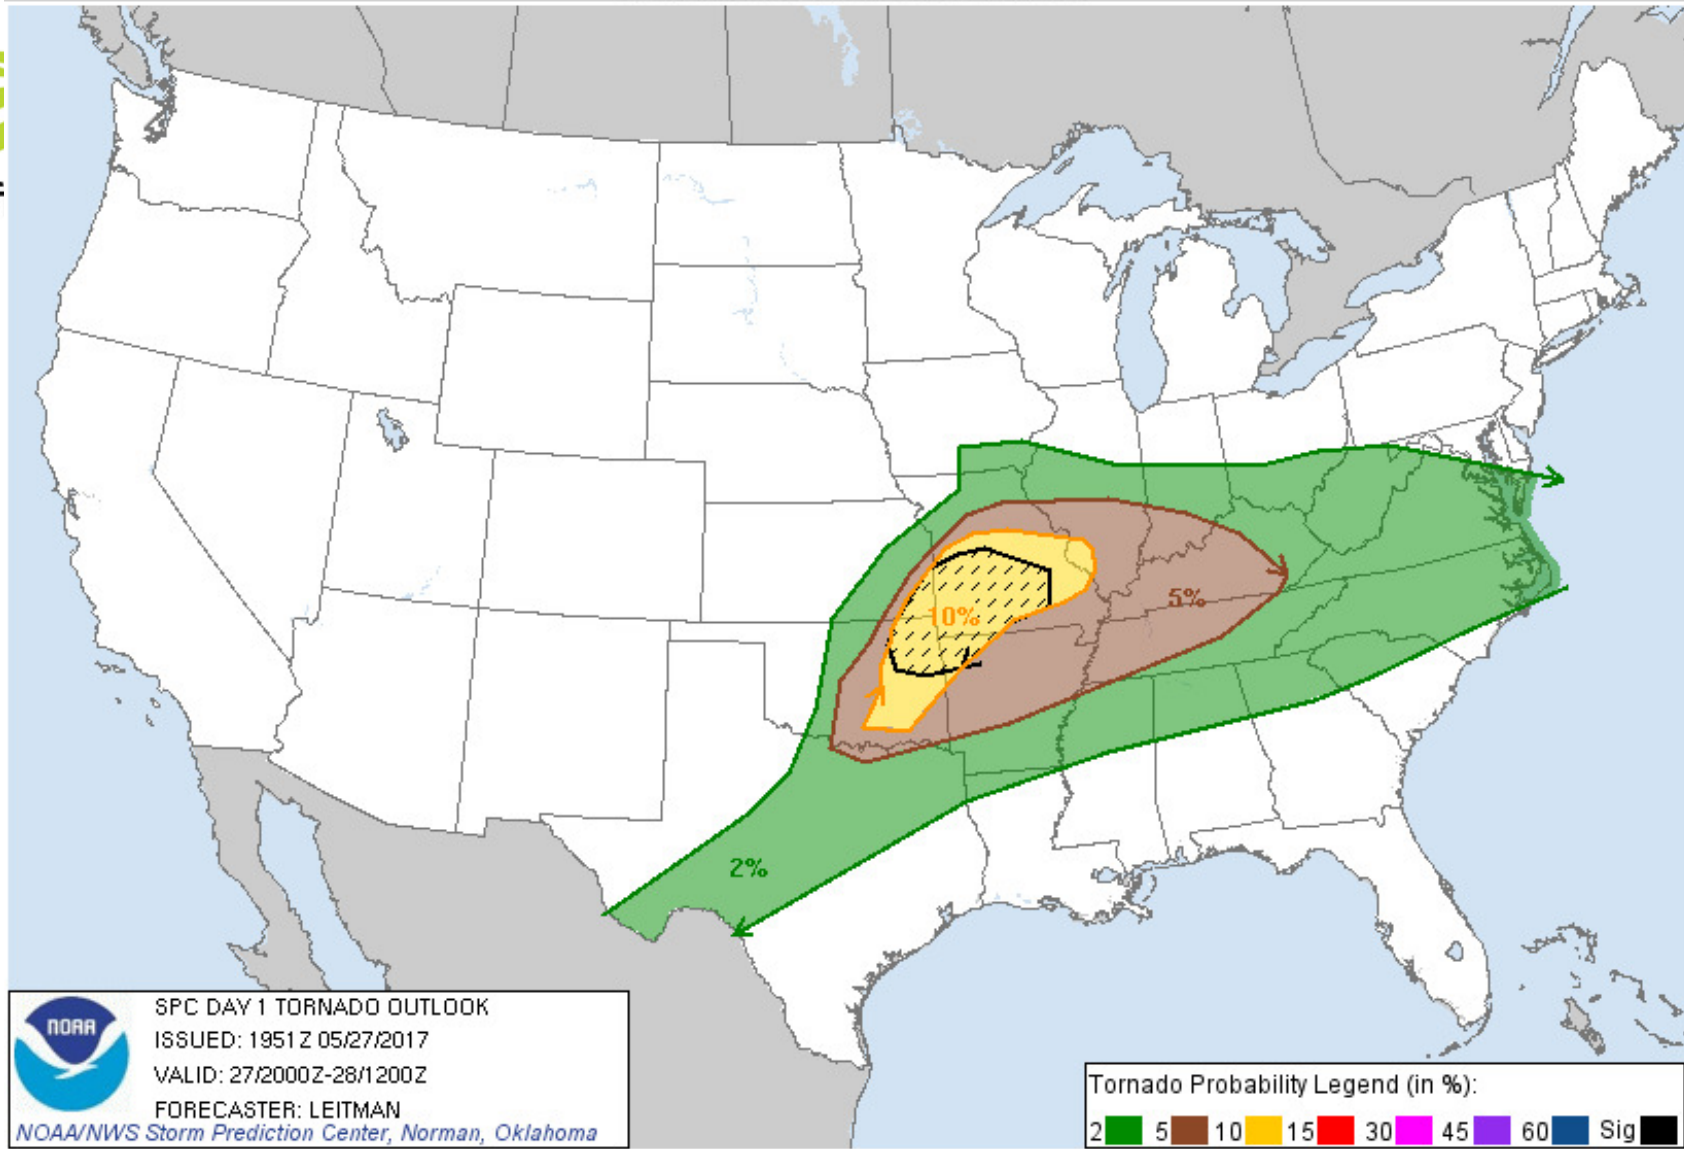 10%
5%
2%
NOAA
SPC DAY 1 TORNADO OUTLOOK
ISSUED: 1951Z 05/27/2017
VALID: 27/2000Z-28/1200Z
FORECASTER: LEITMAN
NOAA/NWS Storm Prediction Center, Norman, Oklahoma
Tornado Probability Legend (in %):
2 5 10 15 30 45 60 Sig